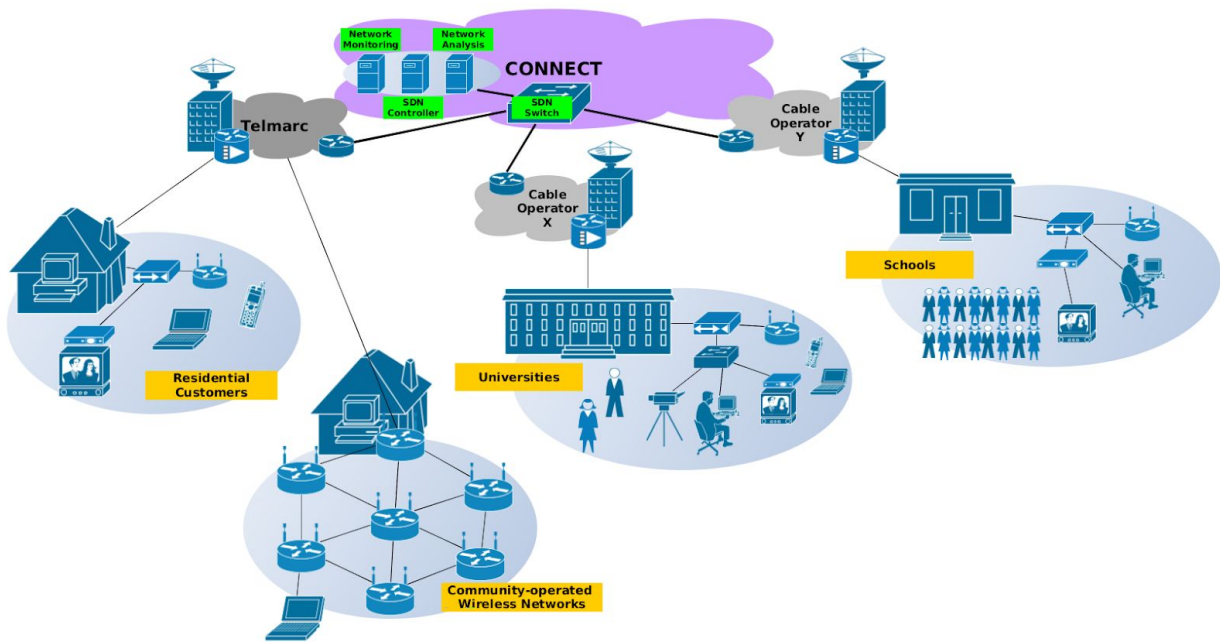 Network
Monitoring
Network
Analysis
CONNECT
SDN
Controller
SDN
Switch
Telmarc
Cable
Operator
Y
Cable
Operator
X
Schools
Residential
Customers
Universities
Community-operated
Wireless Networks